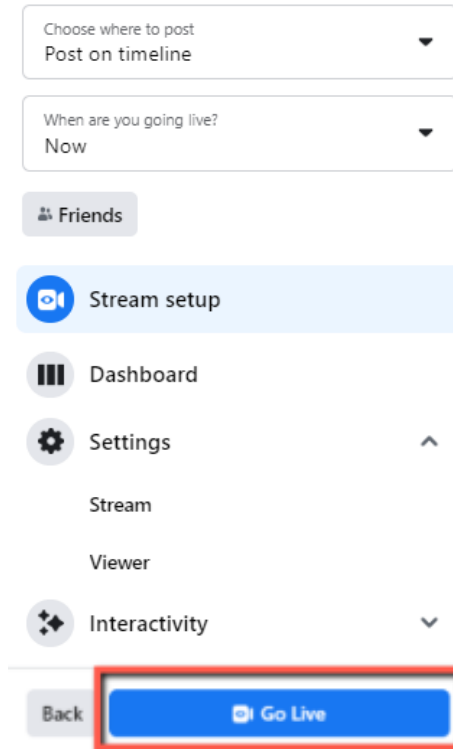 Choose where to post
Post on timeline
When are you going live?
Now
Friends
Stream setup
Dashboard
Settings
Stream
Viewer
Interactivity
Back
Go Live